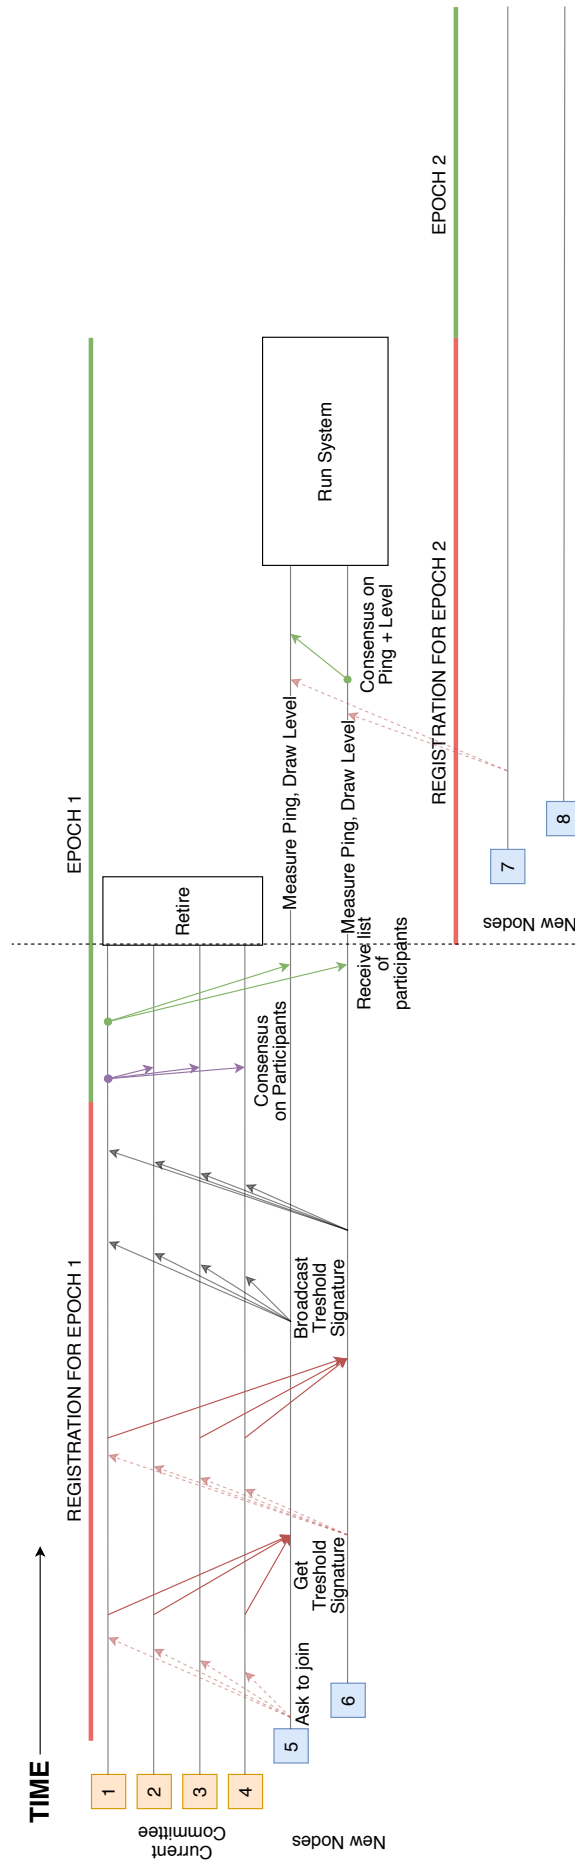 TIME
REGISTRATION FOR EPOCH 1
EPOCH 1
Current
Committee
1
2
3
4
New Nodes
5
6
Ask to join
Get
Treshold
Signature
Broadcast
Treshold
Signature
Consensus
on Participants
Retire
Receive list
of
participants
Measure Ping, Draw Level
Measure Ping, Draw Level
Consensus on
Ping + Level
Run System
REGISTRATION FOR EPOCH 2
EPOCH 2
New Nodes
7
8